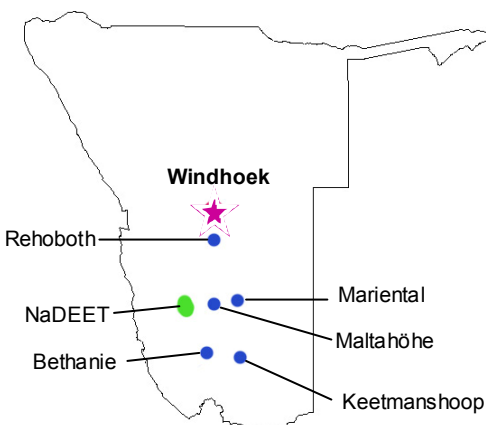 Windhoek
Rehoboth
Mariental
NaDEET
Maltahöhe
Bethanie
Keetmanshoop